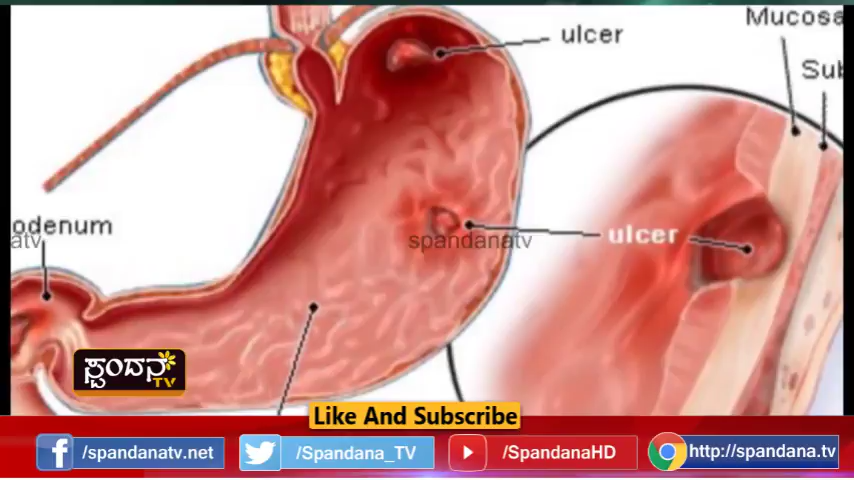 ulcer
Mucosa
Sub
odenum
atv
spandanatv
ulcer
ಸ್ಪಂದನ
TV
Like And Subscribe
/spandanatv.net
/Spandana_TV
/SpandanaHD
http://spandana.tv